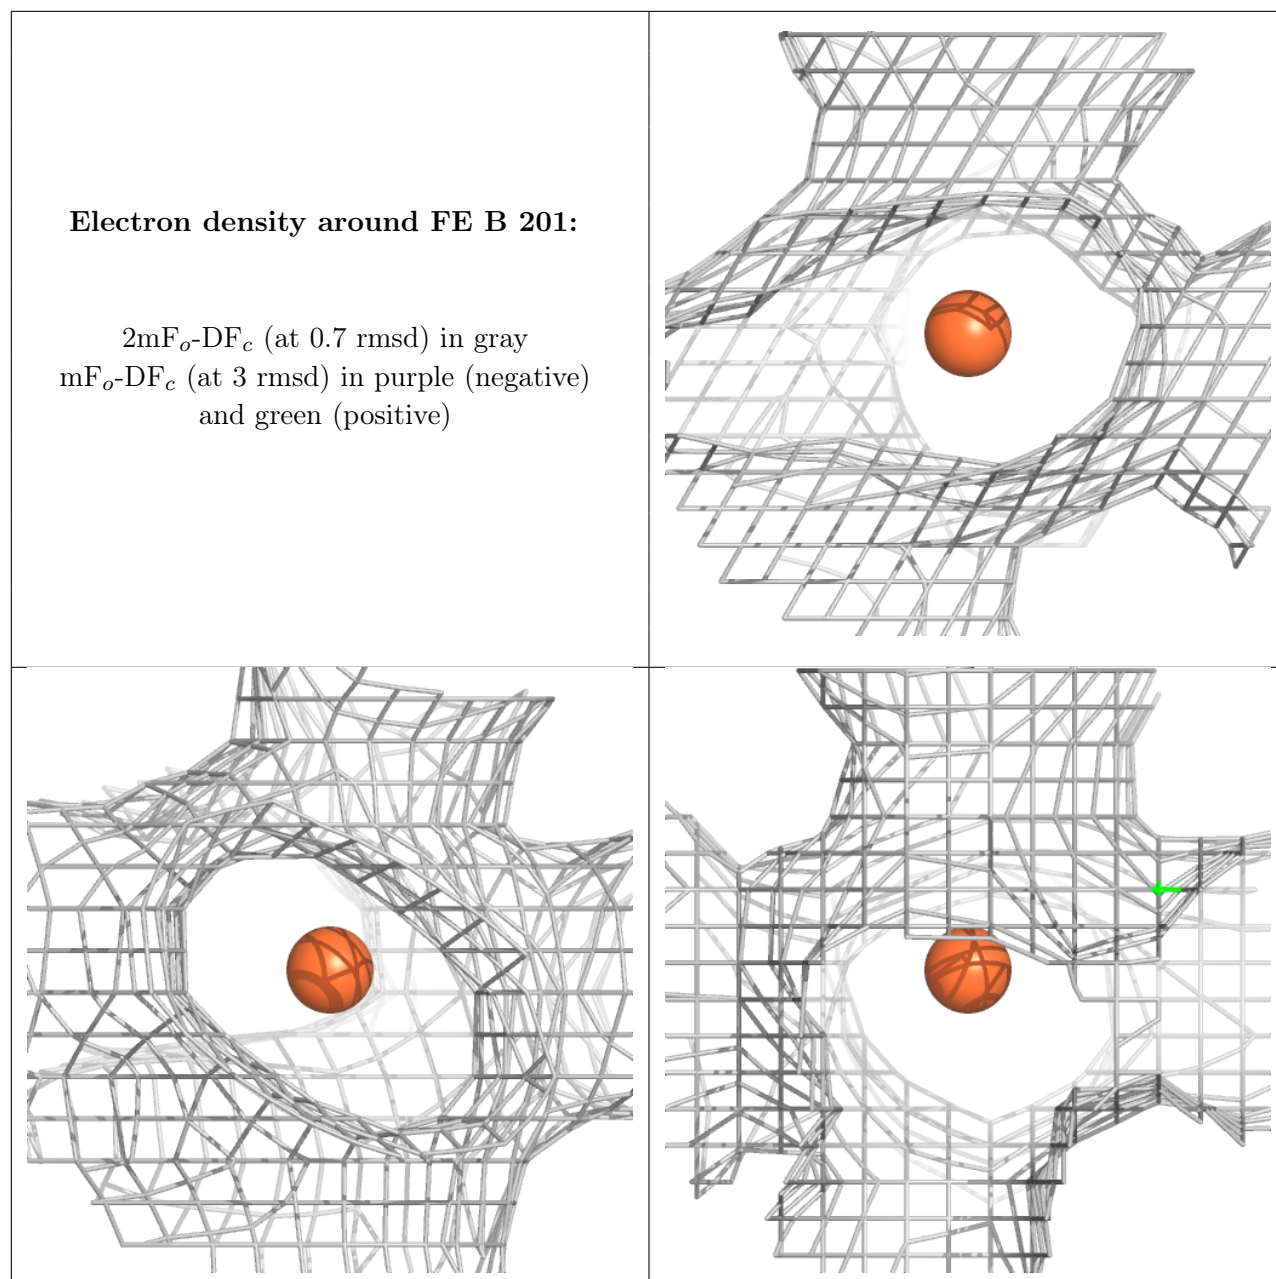 Electron density around FE B 201:
2mFₒ-DF𝒸 (at 0.7 rmsd) in gray
mFₒ-DF𝒸 (at 3 rmsd) in purple (negative)
and green (positive)